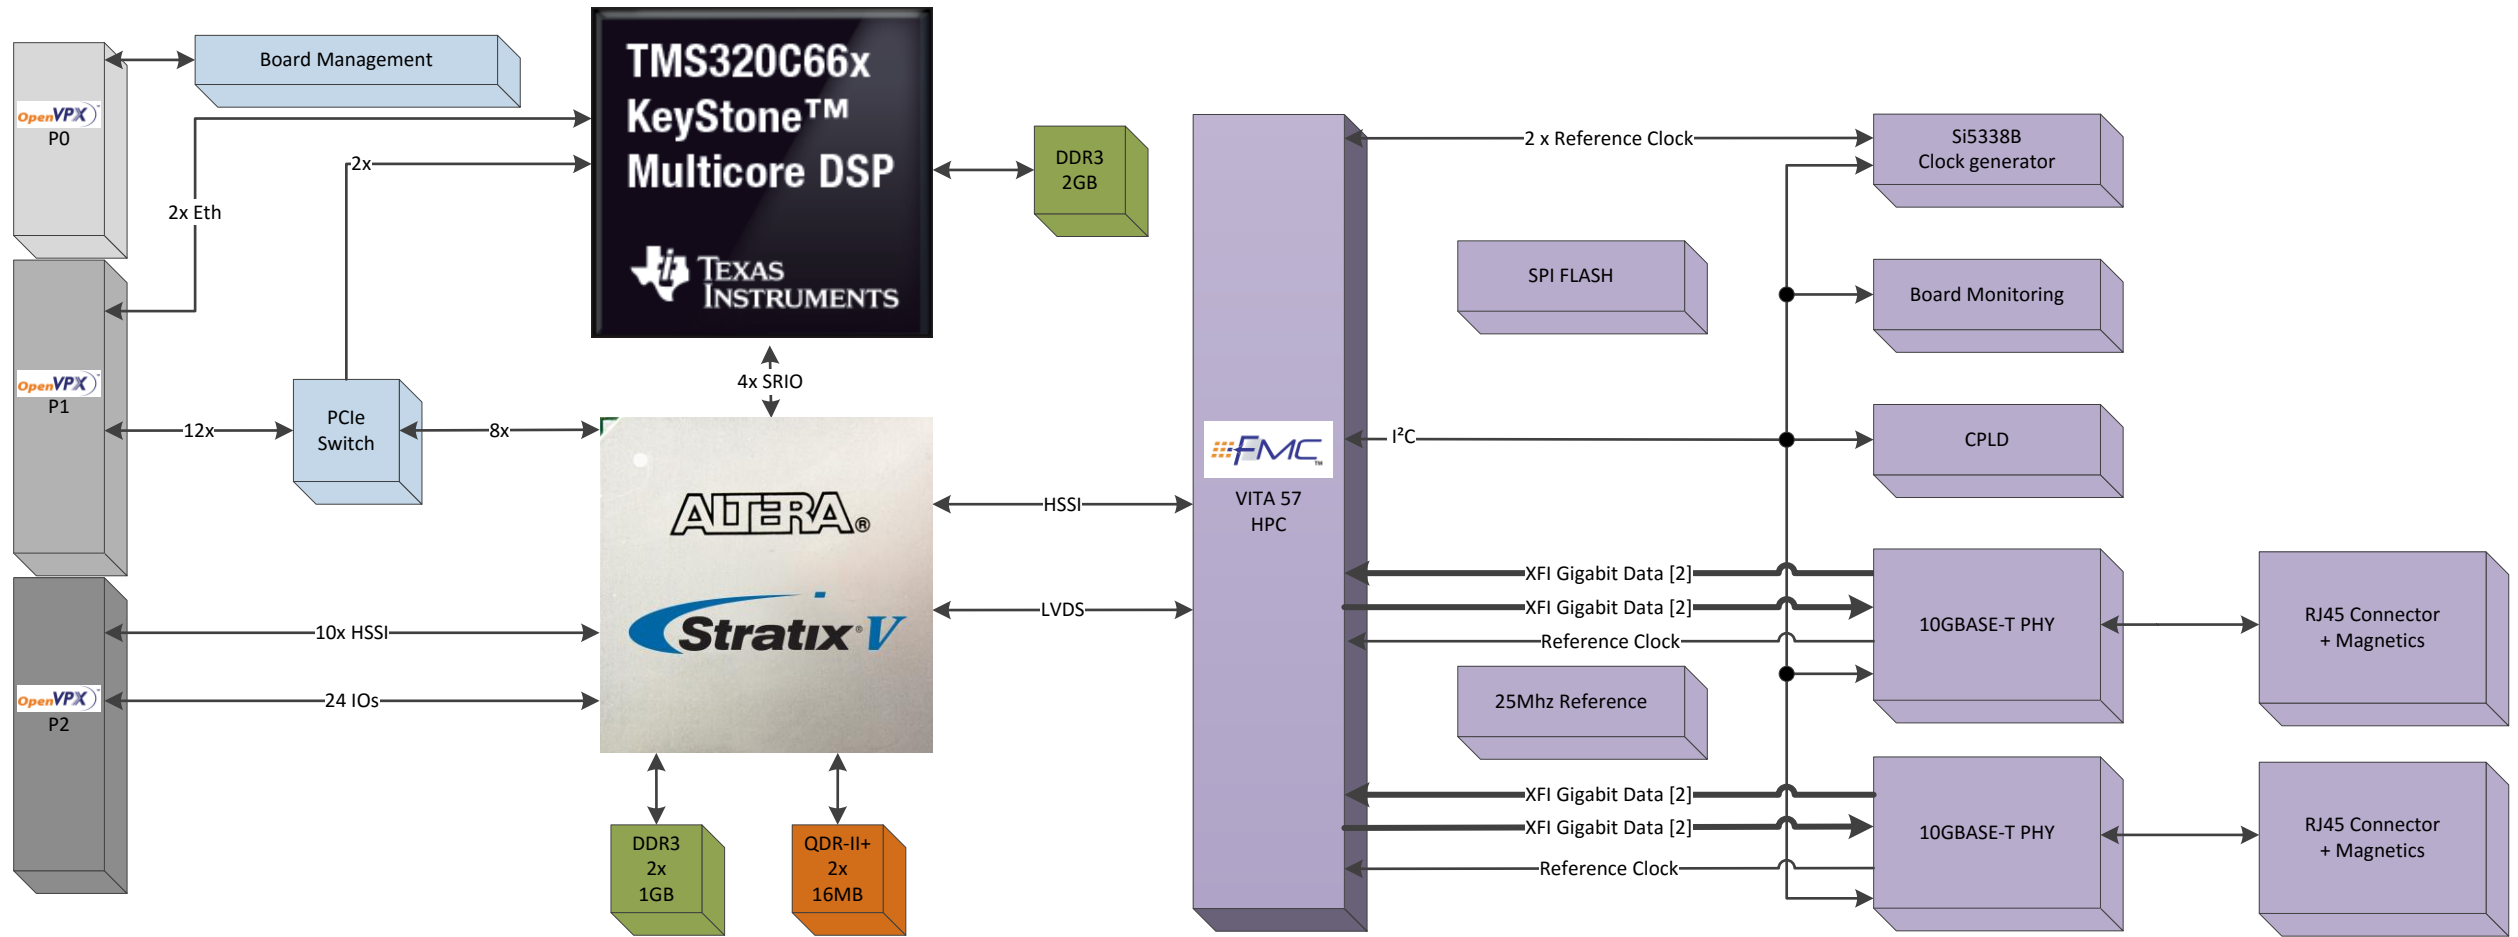 OpenVPX™
P0
Board Management
2x Eth
2x
TMS320C66x
KeyStone™
Multicore DSP
TEXAS
INSTRUMENTS
DDR3
2GB
OpenVPX™
P1
12x
PCIe
Switch
8x
4x SRIO
ALTERA®
Stratix® V
OpenVPX™
P2
10x HSSI
24 IOs
DDR3
2x
1GB
QDR-II+
2x
16MB
HSSI
LVDS
FMC™
VITA 57
HPC
2 x Reference Clock
Si5338B
Clock generator
SPI FLASH
Board Monitoring
I²C
CPLD
XFI Gigabit Data [2]
XFI Gigabit Data [2]
Reference Clock
10GBASE-T PHY
RJ45 Connector
+ Magnetics
25Mhz Reference
XFI Gigabit Data [2]
XFI Gigabit Data [2]
Reference Clock
10GBASE-T PHY
RJ45 Connector
+ Magnetics